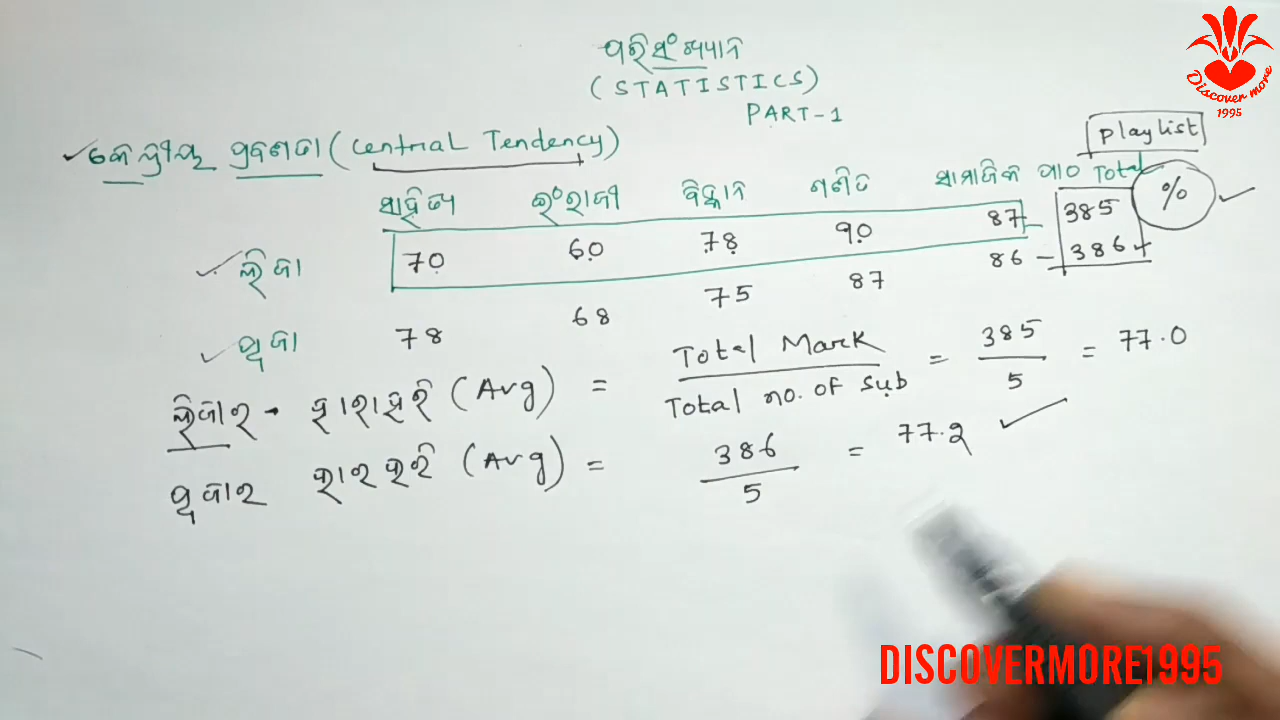 ପରିସଂଖ୍ୟାନ
(STATISTICS)
PART-1
Discover more
1995
playlist
✓ କେନ୍ଦ୍ରୀୟ ପ୍ରବଣତା (Central Tendency)
ସାହିତ୍ୟ ଇଂରାଜୀ ବିଜ୍ଞାନ ଗଣିତ ସାମାଜିକ ପାଠ Total
% ✓
✓ ଲିଜା 70 60 78 90 87 - 385
✓ ପୂଜା 78 68 75 87 86 - 386
ଲିଜାର - ହାରାହାରି (Avg) = Total Mark / Total no. of sub = 385 / 5 = 77.0
ପୂଜାର (Avg) = 386 / 5 = 77.2 ✓
DISCOVERMORE1995